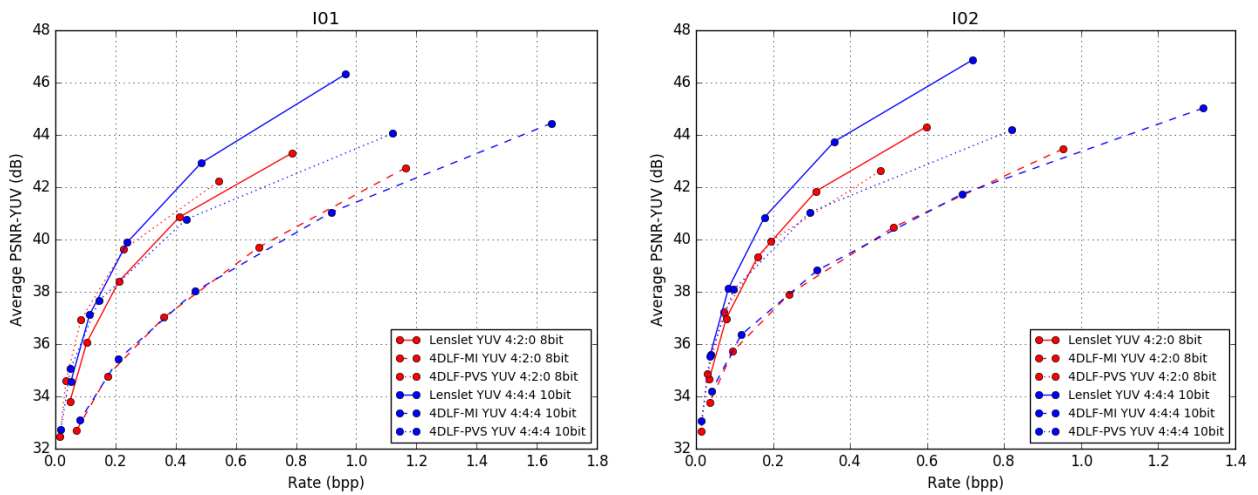 I01
Average PSNR-YUV (dB)
48
46
44
42
40
38
36
34
32
0.0 0.2 0.4 0.6 0.8 1.0 1.2 1.4 1.6 1.8
Rate (bpp)
Lenslet YUV 4:2:0 8bit
4DLF-MI YUV 4:2:0 8bit
4DLF-PVS YUV 4:2:0 8bit
Lenslet YUV 4:4:4 10bit
4DLF-MI YUV 4:4:4 10bit
4DLF-PVS YUV 4:4:4 10bit
I02
Average PSNR-YUV (dB)
48
46
44
42
40
38
36
34
32
0.0 0.2 0.4 0.6 0.8 1.0 1.2 1.4
Rate (bpp)
Lenslet YUV 4:2:0 8bit
4DLF-MI YUV 4:2:0 8bit
4DLF-PVS YUV 4:2:0 8bit
Lenslet YUV 4:4:4 10bit
4DLF-MI YUV 4:4:4 10bit
4DLF-PVS YUV 4:4:4 10bit